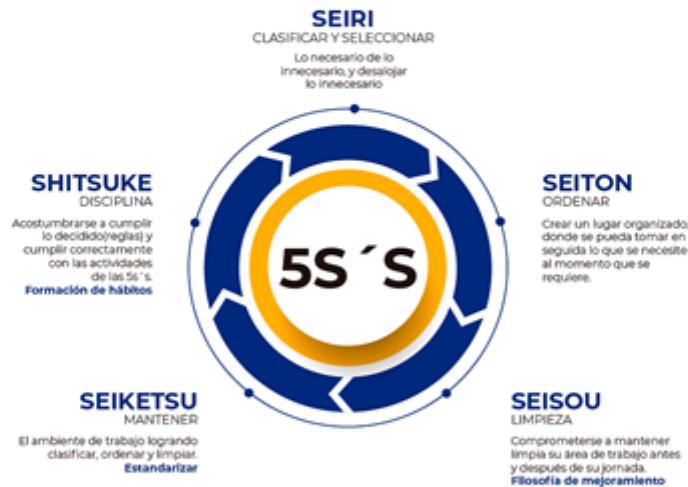 SEIRI
CLASIFICAR Y SELECCIONAR
Lo necesario de lo
innecesario, y desalojar
lo innecesario
SEITON
ORDENAR
Crear un lugar organizado,
donde se pueda tomar en
seguida lo que se necesite
al momento que se
requiere.
SEISOU
LIMPIEZA
Comprometerse a mantener
limpia su area de trabajo antes
y después de su jornada.
Filosofía de mejoramiento
SEIKETSU
MANTENER
El ambiente de trabajo logrando
clasificar, ordenar y limpiar.
Estandarizar
SHITSUKE
DISCIPLINA
Acostumbrarse a cumplir
lo decidido(reglas) y
cumplir correctamente
con las actividades
de las 5s´s.
Formación de hábitos
5S´S